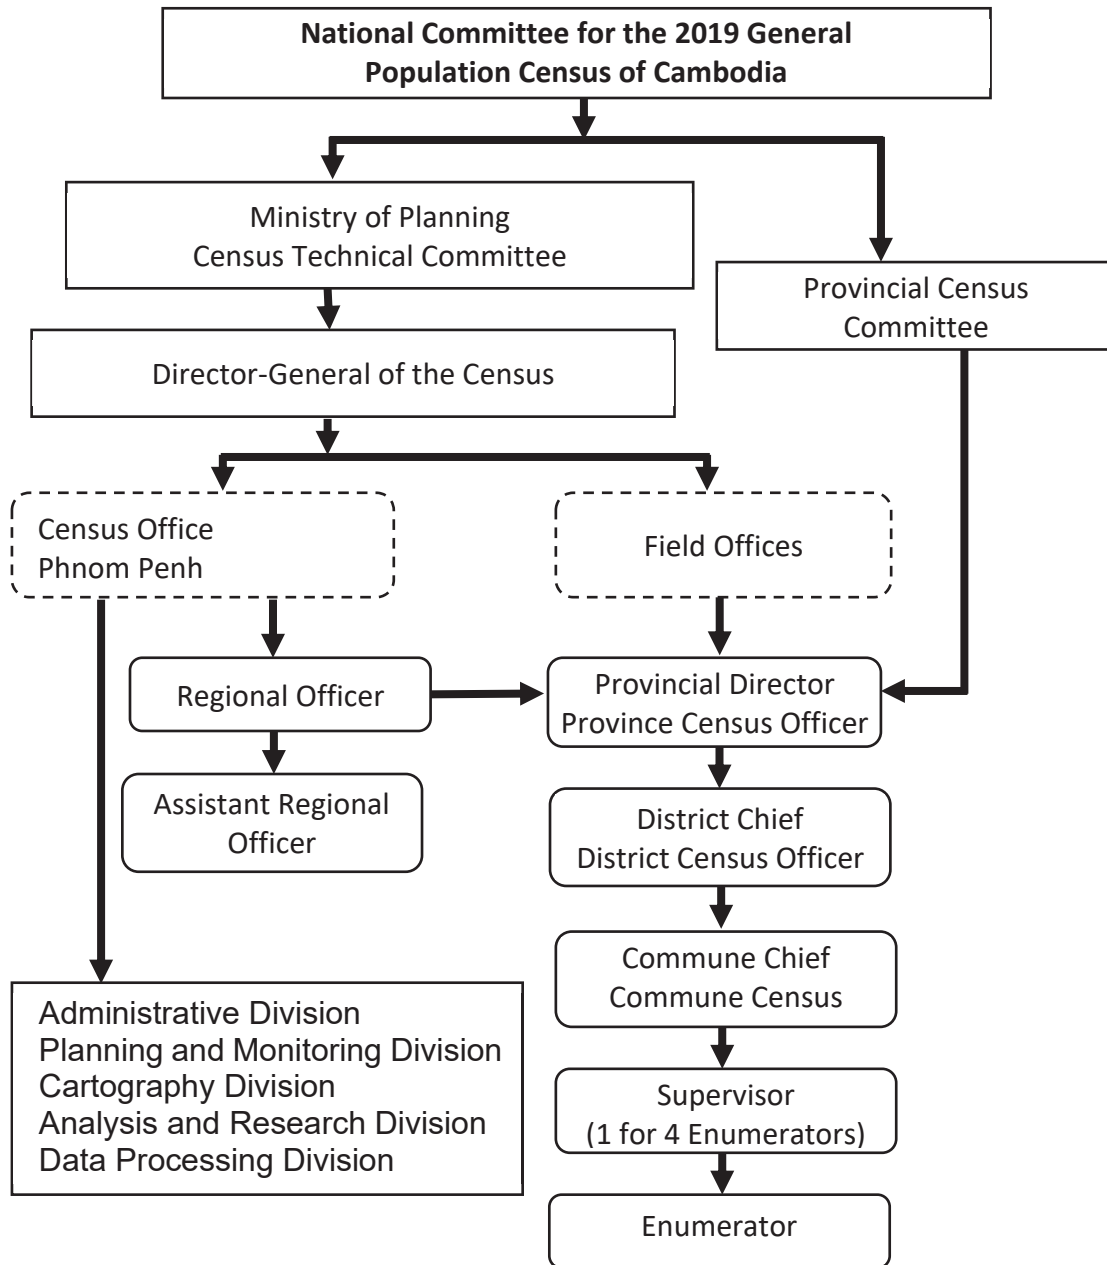 National Committee for the 2019 General
Population Census of Cambodia
Ministry of Planning
Census Technical Committee
Provincial Census
Committee
Director-General of the Census
Census Office
Phnom Penh
Field Offices
Regional Officer
Provincial Director
Province Census Officer
Assistant Regional
Officer
District Chief
District Census Officer
Commune Chief
Commune Census
Administrative Division
Planning and Monitoring Division
Cartography Division
Analysis and Research Division
Data Processing Division
Supervisor
(1 for 4 Enumerators)
Enumerator